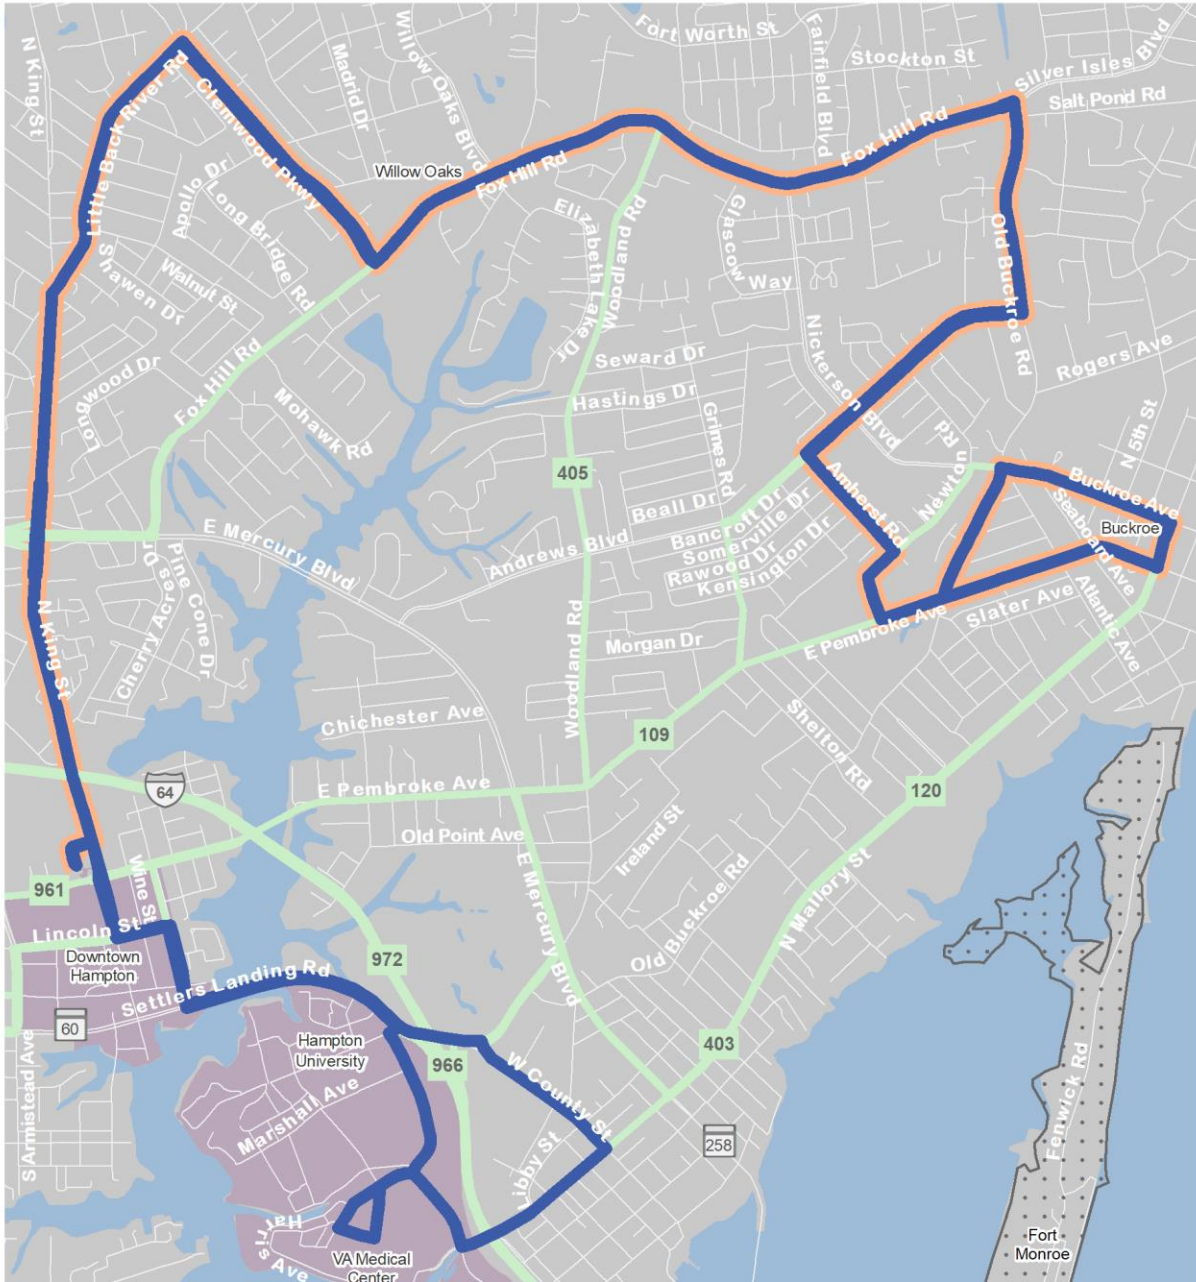 N King St
Little Back River Rd
Clemwood Pkwy
Madrid Dr
Willow Oaks Blvd
Fort Worth St
Fairfield Blvd
Stockton St
Silver Isles Blvd
Salt Pond Rd
Fox Hill Rd
Willow Oaks
Fox Hill Rd
Apollo Dr
Long Bridge Rd
Shawen Dr
Walnut St
Elizabeth Lake Dr
Woodland Rd
Glascow
Way
Old Buckroe Rd
Longwood Dr
Fox Hill Rd
Mohawk Rd
Seward Dr
Hastings Dr
Grimes Rd
Nickerson Blvd
Rogers Ave
N 5th St
405
Beall Dr
Bancroft Dr
Somerville Dr
Rawood Dr
Kensington Dr
Amherst Rd
Newton
Rd
Buckroe Ave
Seaboard Ave
Buckroe
E Mercury Blvd
Andrews Blvd
Pine Cone Dr
Cherry Acres Dr
N King St
Woodland Rd
Morgan Dr
E Pembroke Ave
Slater Ave
Atlantic Ave
Chichester Ave
109
Shelton Rd
64
E Pembroke Ave
120
Old Point Ave
Ireland St
E Mercury Blvd
Old Buckroe Rd
N Mallory St
961
Wine St
Lincoln St
Downtown
Hampton
972
Settlers Landing Rd
60
S Armistead Ave
Hampton
University
966
403
W County St
Marshall Ave
258
Libby St
Fenwick Rd
Harris Ave
VA Medical
Center
Fort
Monroe